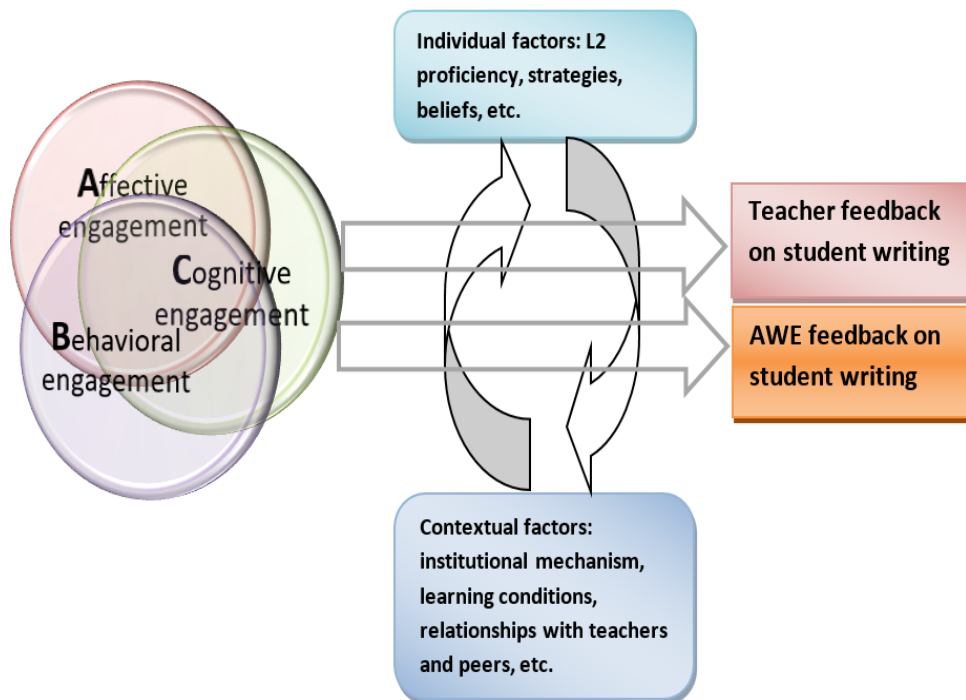 Individual factors: L2
proficiency, strategies,
beliefs, etc.
Affective
engagement
Cognitive
engagement
Behavioral
engagement
Teacher feedback
on student writing
AWE feedback on
student writing
Contextual factors:
institutional mechanism,
learning conditions,
relationships with teachers
and peers, etc.